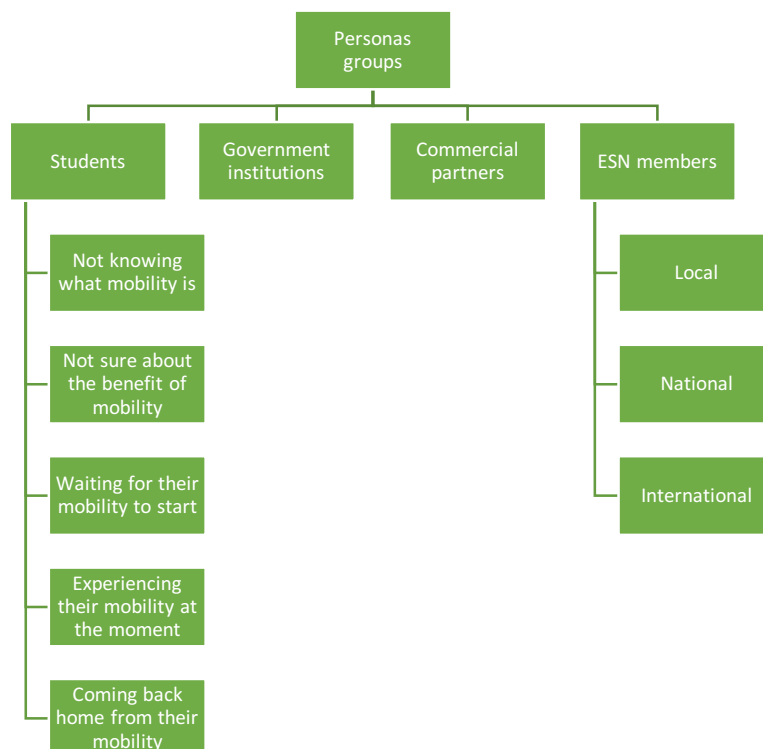 Personas
groups
Students
Government
institutions
Commercial
partners
ESN members
Not knowing
what mobility is
Not sure about
the benefit of
mobility
Waiting for their
mobility to start
Experiencing
their mobility at
the moment
Coming back
home from their
mobility
Local
National
International